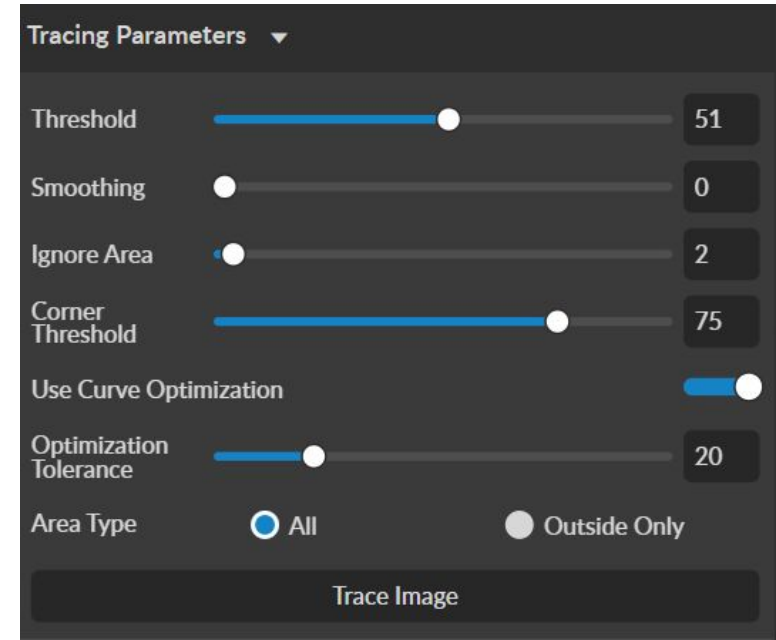 Tracing Parameters
Threshold 51
Smoothing 0
Ignore Area 2
Corner
Threshold 75
Use Curve Optimization
Optimization
Tolerance 20
Area Type All Outside Only
Trace Image